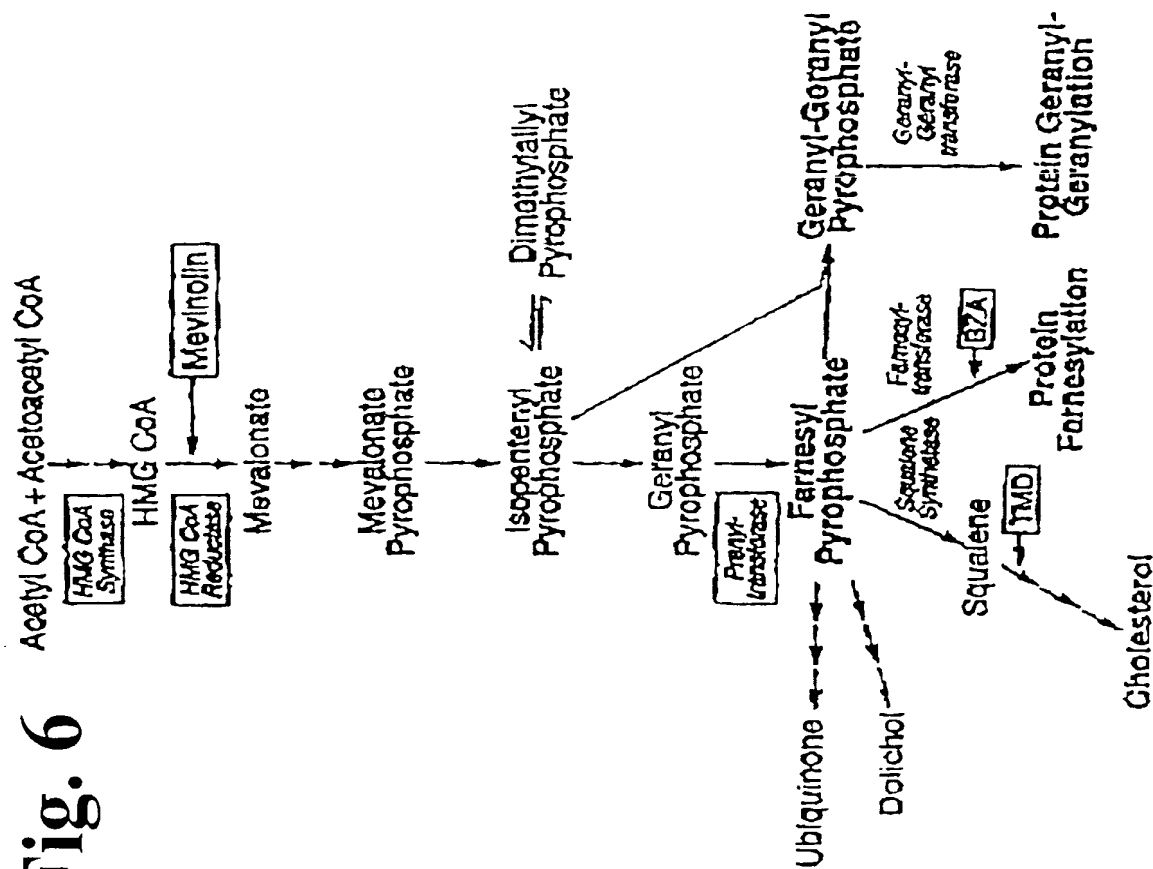 Fig. 6
Acetyl CoA + Acetoacetyl CoA
HMG CoA
Synthase
HMG CoA
HMG CoA
Reductase
Mevinolin
Mevalonate
Mevalonate
Pyrophosphate
Isopentenyl
Pyrophosphate
Dimethylallyl
Pyrophosphate
Geranyl
Pyrophosphate
Prenyl-
transferase
Farnesyl
Pyrophosphate
Geranyl-Geranyl
Pyrophosphate
Ubiquinone
Dolichol
Squalene
Synthetase
Farnesyl-
transferase
Geranyl-
Geranyl
transferase
BZA
Squalene
TMD
Protein
Farnesylation
Protein Geranyl-
Geranylation
Cholesterol